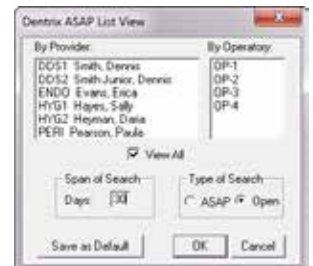 Dentrix ASAP List View
By Provider:
DDS1 Smith, Dennis
DDS2 Smith-Junior, Dennis
ENDO Evans, Erica
HYG1 Hayes, Sally
HYG2 Heyman, Daria
PERI Pearson, Paula
By Operatory:
OP-1
OP-2
OP-3
OP-4
View All
Span of Search
Days: 30
Type of Search
ASAP Open
Save as Default OK Cancel